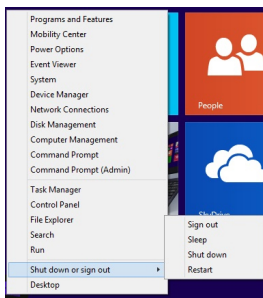 Programs and Features
Mobility Center
Power Options
Event Viewer
System
Device Manager
Network Connections
Disk Management
Computer Management
Command Prompt
Command Prompt (Admin)
Task Manager
Control Panel
File Explorer
Search
Run
Shut down or sign out
Desktop
People
SkyDrive
Sign out
Sleep
Shut down
Restart